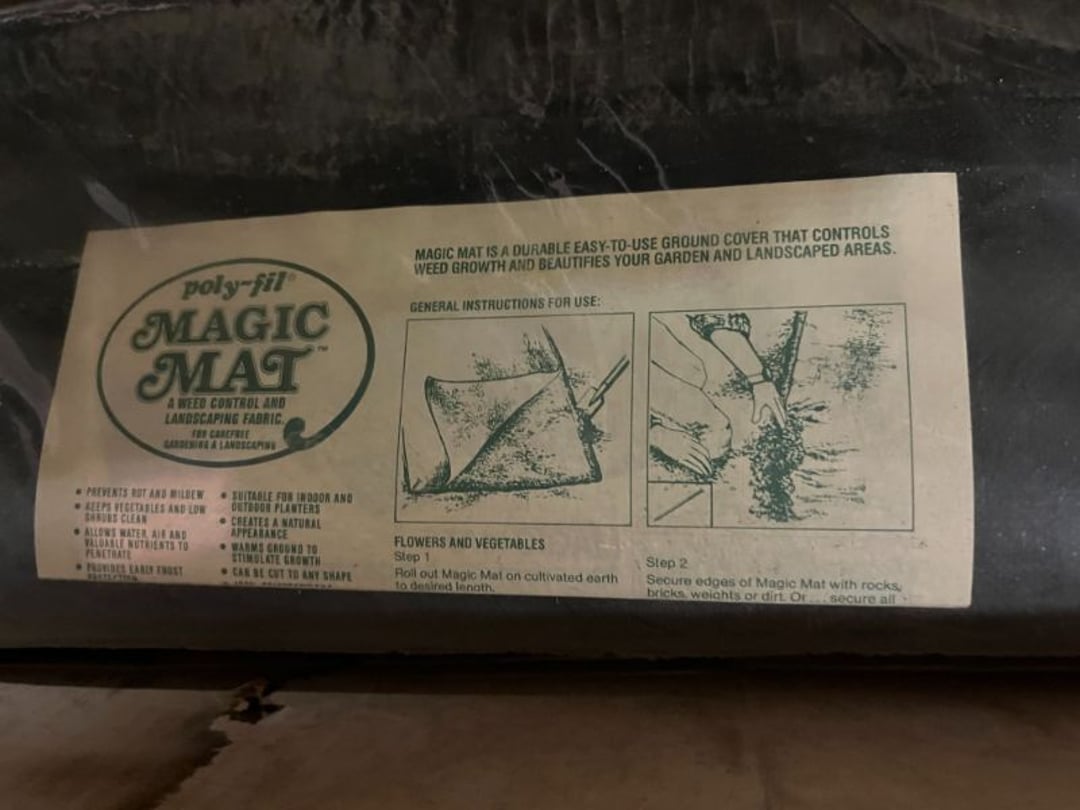 poly-fil®
MAGIC
MAT™
A WEED CONTROL AND
LANDSCAPING FABRIC.
FOR CAREFREE
GARDENING & LANDSCAPING
• PREVENTS ROT AND MILDEW
• KEEPS VEGETABLES AND LOW
SHRUBS CLEAN
• ALLOWS WATER, AIR AND
VALUABLE NUTRIENTS TO
PENETRATE
• PROVIDES EARLY FROST
PROTECTION
• SUITABLE FOR INDOOR AND
OUTDOOR PLANTERS
• CREATES A NATURAL
APPEARANCE
• WARMS GROUND TO
STIMULATE GROWTH
• CAN BE CUT TO ANY SHAPE
MAGIC MAT IS A DURABLE EASY-TO-USE GROUND COVER THAT CONTROLS
WEED GROWTH AND BEAUTIFIES YOUR GARDEN AND LANDSCAPED AREAS.
GENERAL INSTRUCTIONS FOR USE:
FLOWERS AND VEGETABLES
Step 1
Roll out Magic Mat on cultivated earth
to desired length.
Step 2
Secure edges of Magic Mat with rocks,
bricks, weights or dirt. Or ... secure all